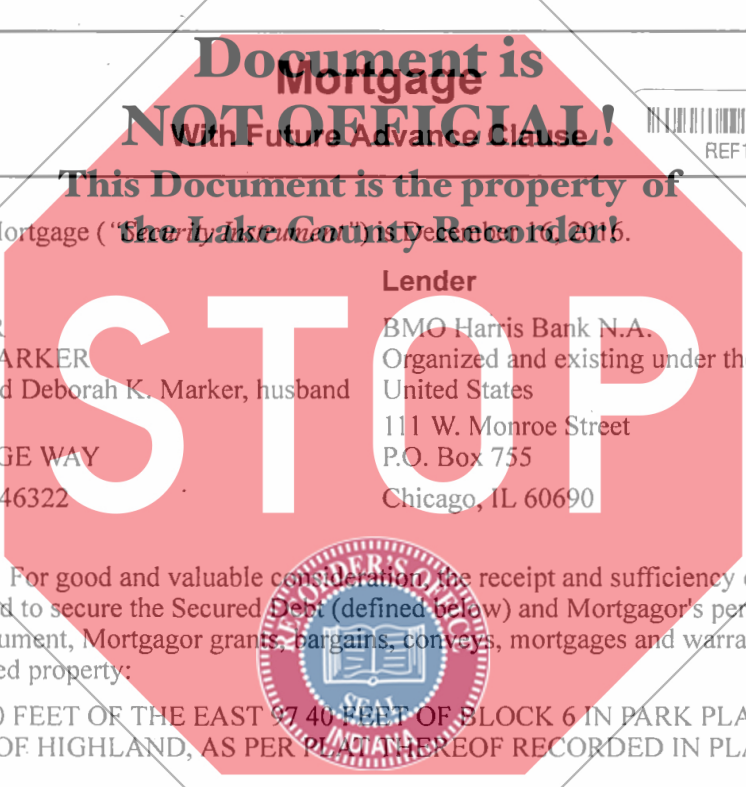 Document is
Mortgage
NOT OFFICIAL!
With Future Advance Clause
REF1
This Document is the property of
the Lake County Recorder!
ortgage ("Security Instrument") is December 16, 2016.
Lender
R
ARKER
d Deborah K. Marker, husband
GE WAY
46322
BMO Harris Bank N.A.
Organized and existing under the
United States
111 W. Monroe Street
P.O. Box 755
Chicago, IL 60690
STOP
For good and valuable consideration, the receipt and sufficiency
d to secure the Secured Debt (defined below) and Mortgagor's per
ument, Mortgagor grants, bargains, conveys, mortgages and warra
ed property:
0 FEET OF THE EAST 97 40 FEET OF BLOCK 6 IN PARK PLA
OF HIGHLAND, AS PER PLAT THEREOF RECORDED IN PLA
RECORDER'S OFFICE
SEAL
INDIANA